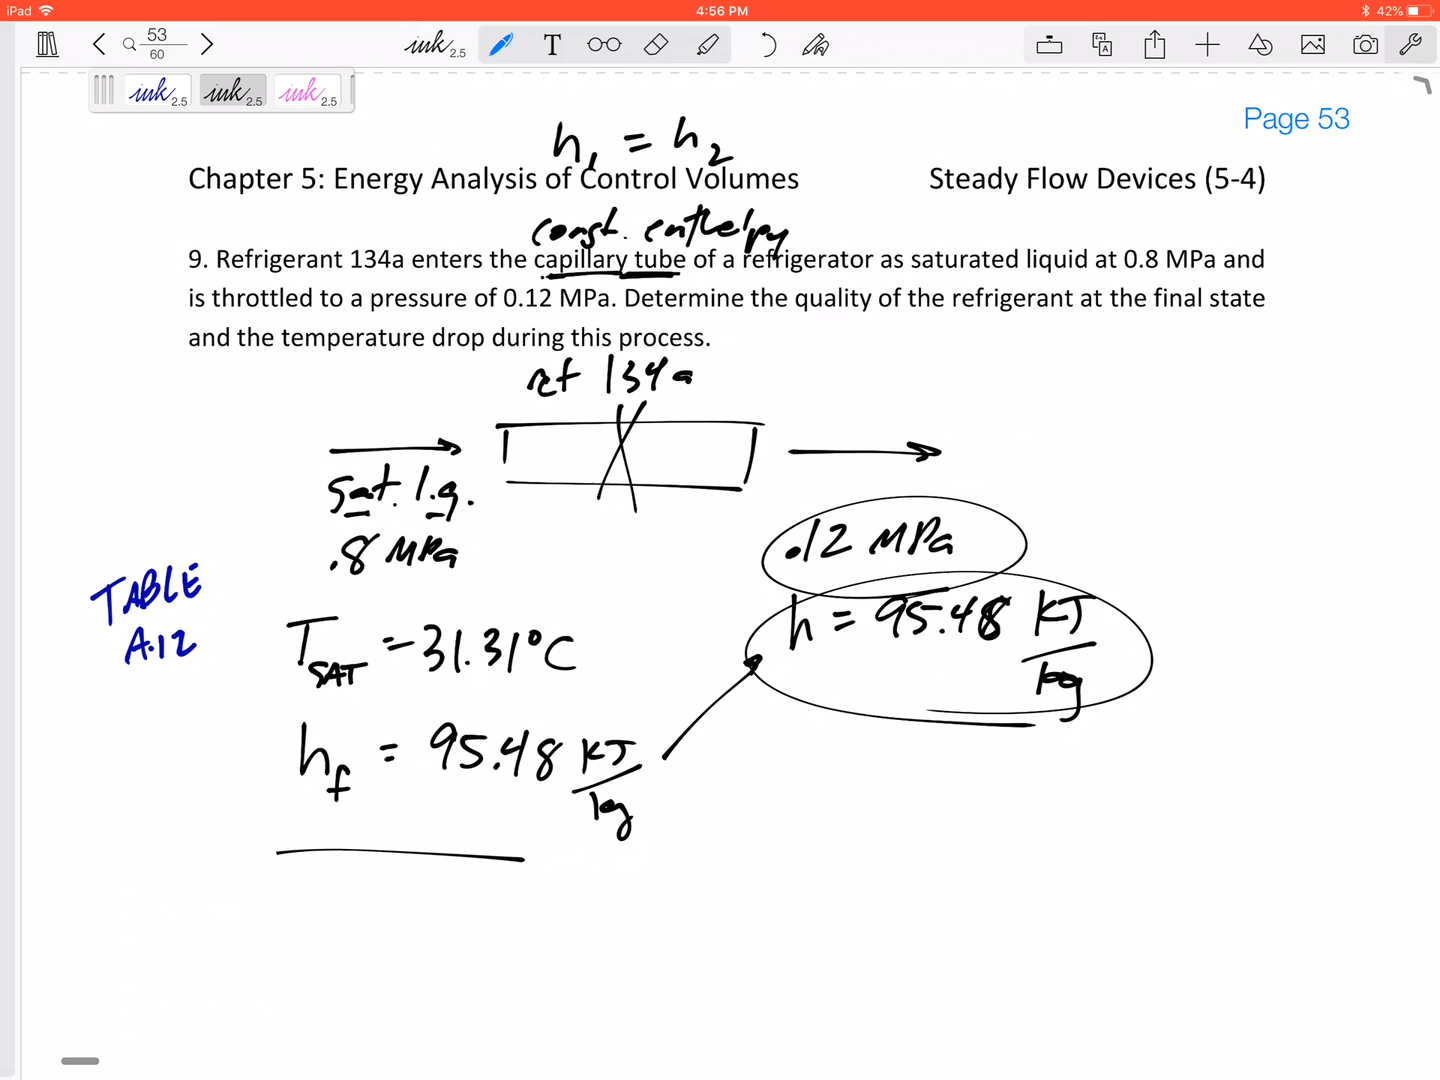 iPad 4:56 PM 42%
53
60
ink 2.5 T
ink 2.5 ink 2.5 ink 2.5
Page 53
h1 = h2
Chapter 5: Energy Analysis of Control Volumes Steady Flow Devices (5-4)
const. enthalpy
9. Refrigerant 134a enters the capillary tube of a refrigerator as saturated liquid at 0.8 MPa and
is throttled to a pressure of 0.12 MPa. Determine the quality of the refrigerant at the final state
and the temperature drop during this process.
ref 134a
sat. liq.
.8 MPa
.12 MPa
TABLE
A.12
h = 95.48 KJ/kg
TSAT = 31.31°C
hf = 95.48 KJ/kg